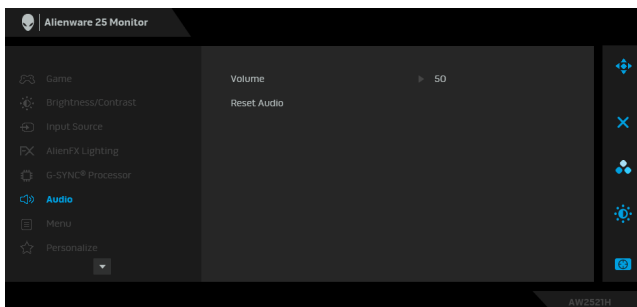 Alienware 25 Monitor
Game
Brightness/Contrast
Input Source
AlienFX Lighting
G-SYNC® Processor
Audio
Menu
Personalize
Volume 50
Reset Audio
AW2521H